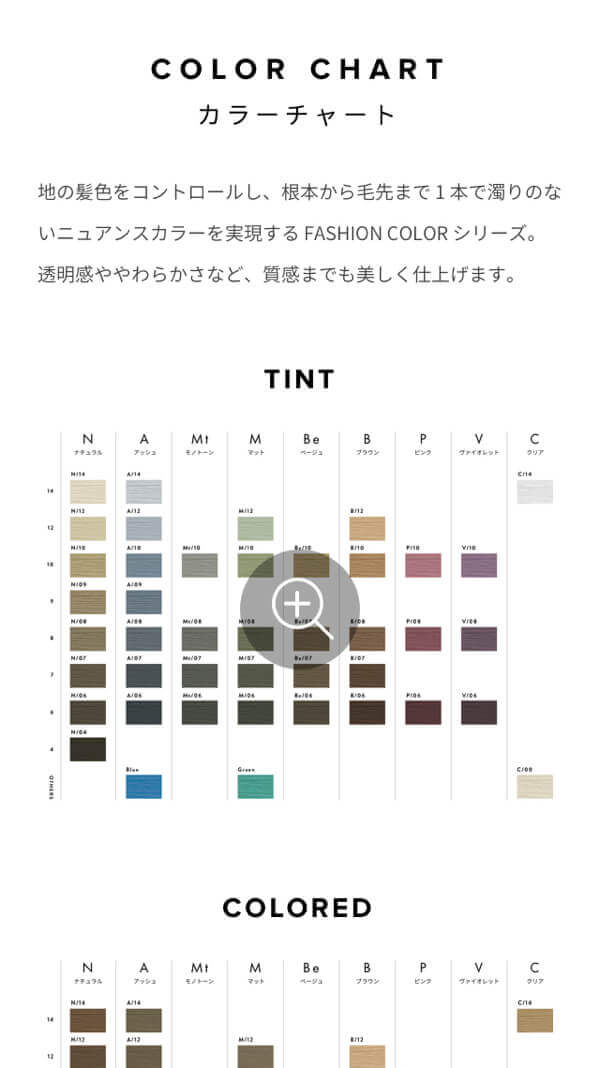 COLOR CHART
カラーチャート
地の髪色をコントロールし、根本から毛先まで 1 本で濁りのな
いニュアンスカラーを実現する FASHION COLOR シリーズ。
透明感ややわらかさなど、質感までも美しく仕上げます。
TINT
N A Mt M Be B P V C
ナチュラル アッシュ モノトーン マット ベージュ ブラウン ピンク ヴァイオレット クリア
N/14 A/14 C/14
14
N/12 A/12 M/12 B/12
12
N/10 A/10 Mt/10 M/10 Be/10 B/10 P/10 V/10
10
N/09 A/09
9
N/08 A/08 Mt/08 M/08 B/08 P/08 V/08
8
N/07 A/07 Mt/07 M/07 Be/07 B/07
7
N/06 A/06 Mt/06 M/06 Be/06 B/06 P/06 V/06
6
N/04
4
Blue Green C/00
OTHERS
COLORED
N A Mt M Be B P V C
ナチュラル アッシュ モノトーン マット ベージュ ブラウン ピンク ヴァイオレット クリア
N/14 A/14 C/14
14
N/12 A/12 M/12 B/12
12